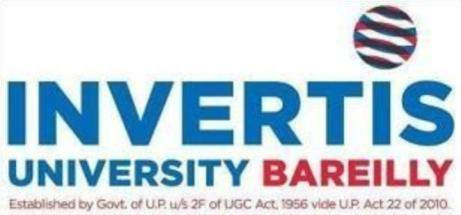 INVERTIS
UNIVERSITY BAREILLY
Established by Govt. of U.P. u/s 2F of UGC Act, 1956 vide U.P. Act 22 of 2010.